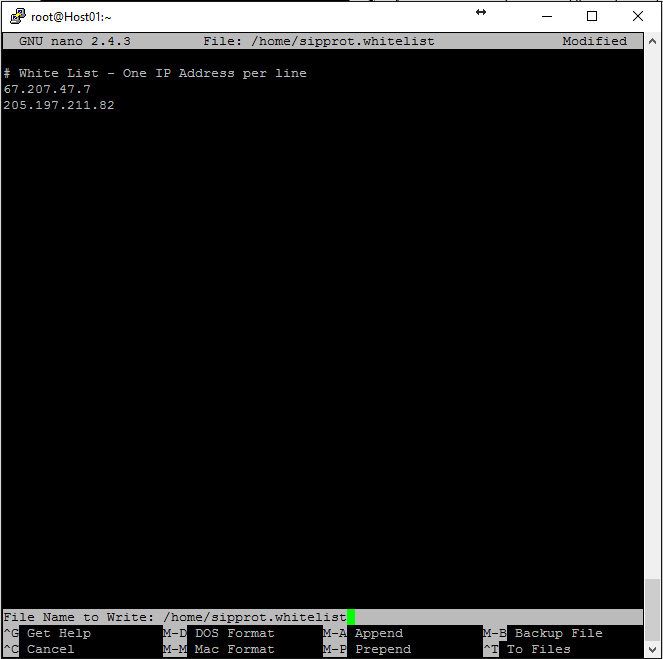 root@Host01:~
GNU nano 2.4.3 File: /home/sipprot.whitelist Modified
# White List - One IP Address per line
67.207.47.7
205.197.211.82
File Name to Write: /home/sipprot.whitelist
^G Get Help M-D DOS Format M-A Append M-B Backup File
^C Cancel M-M Mac Format M-P Prepend ^T To Files